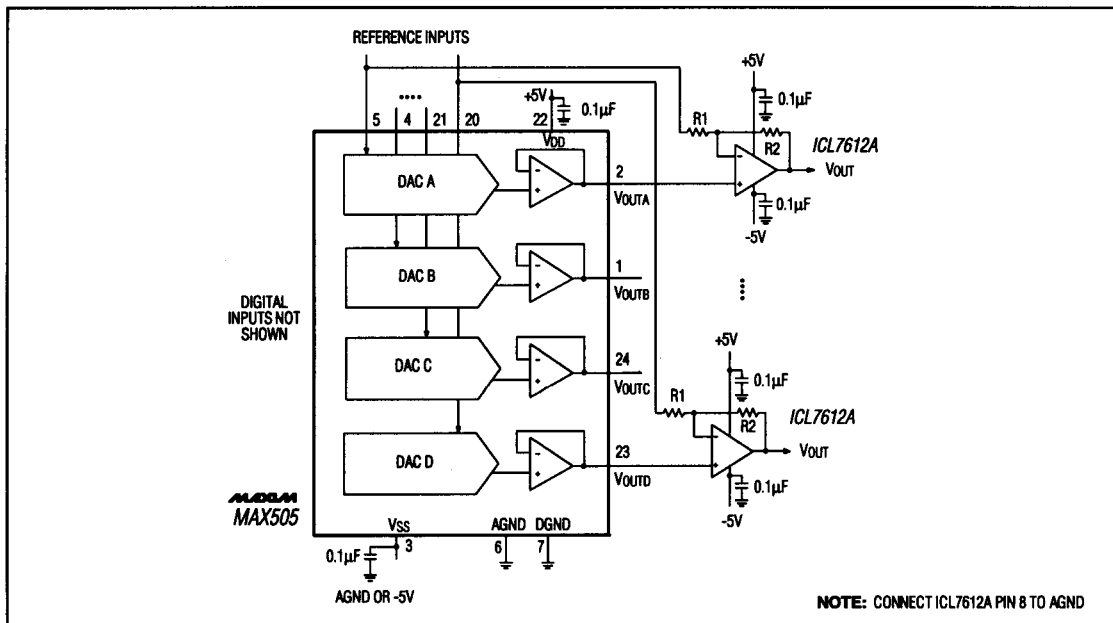 REFERENCE INPUTS
+5V
0.1µF
5 4 21 20 22
VDD
+5V
0.1µF
R1
R2
ICL7612A
VOUT
0.1µF
-5V
DAC A
2
VOUTA
DAC B
1
VOUTB
DIGITAL
INPUTS NOT
SHOWN
DAC C
24
VOUTC
+5V
0.1µF
R1
R2
ICL7612A
VOUT
0.1µF
-5V
DAC D
23
VOUTD
MAXIM
MAX505
VSS
AGND DGND
3
6
7
0.1µF
AGND OR -5V
NOTE: CONNECT ICL7612A PIN 8 TO AGND